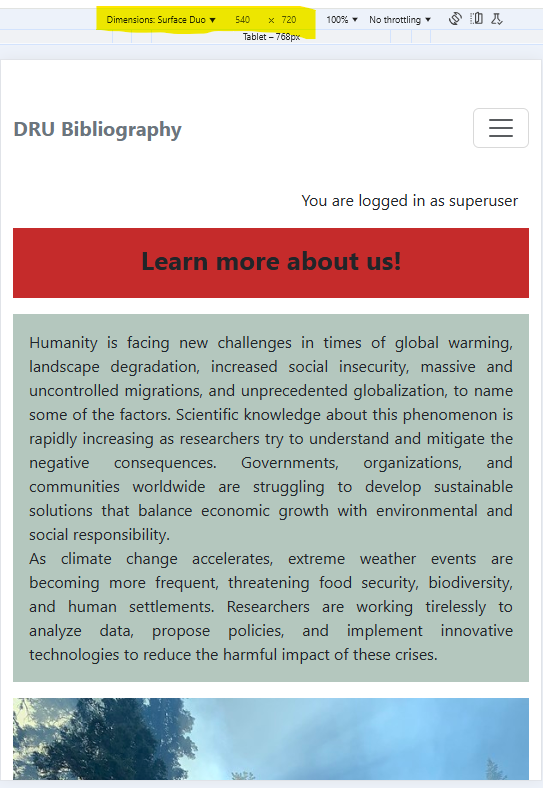 Dimensions: Surface Duo ▼ 540 × 720 100% ▼ No throttling ▼
Tablet – 768px
DRU Bibliography
You are logged in as superuser
Learn more about us!
Humanity is facing new challenges in times of global warming,
landscape degradation, increased social insecurity, massive and
uncontrolled migrations, and unprecedented globalization, to name
some of the factors. Scientific knowledge about this phenomenon is
rapidly increasing as researchers try to understand and mitigate the
negative consequences. Governments, organizations, and
communities worldwide are struggling to develop sustainable
solutions that balance economic growth with environmental and
social responsibility.
As climate change accelerates, extreme weather events are
becoming more frequent, threatening food security, biodiversity,
and human settlements. Researchers are working tirelessly to
analyze data, propose policies, and implement innovative
technologies to reduce the harmful impact of these crises.